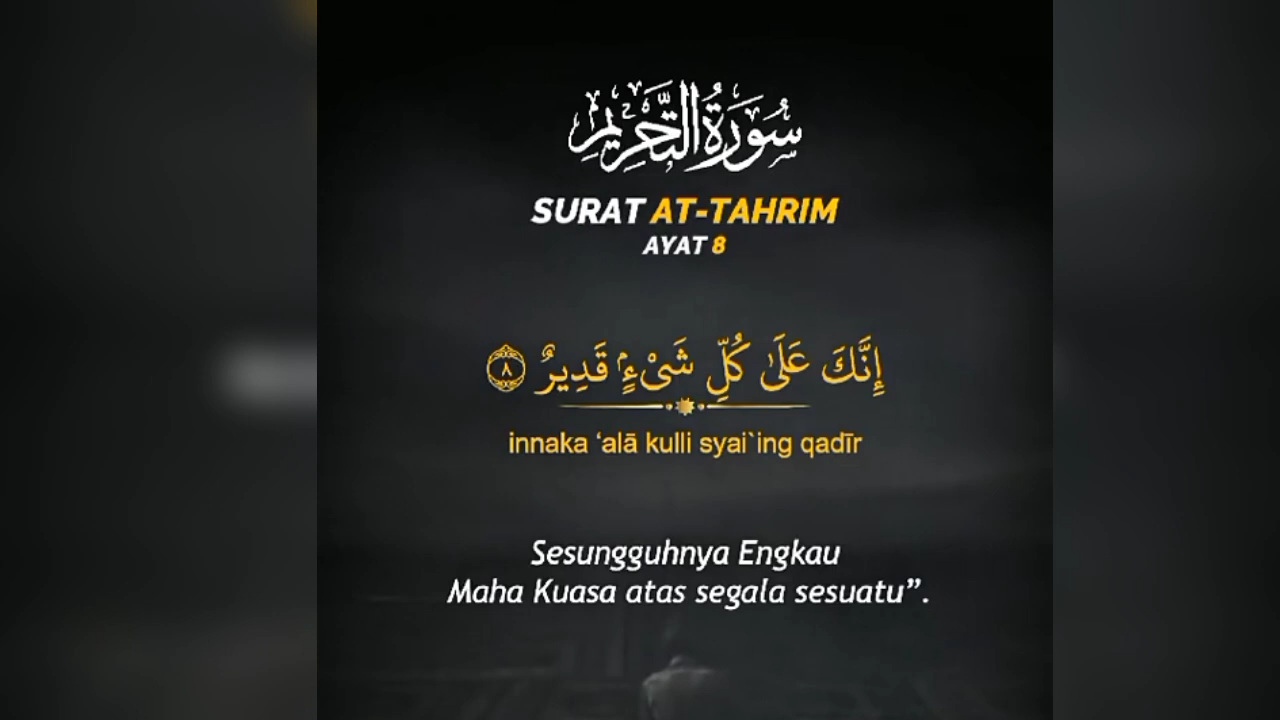 سُورَةُ التَّحْرِيمِ
SURAT AT-TAHRIM
AYAT 8
إِنَّكَ عَلَىٰ كُلِّ شَىْءٍۢ قَدِيرٌ ٨
innaka ‘alā kulli syai`ing qadīr
Sesungguhnya Engkau
Maha Kuasa atas segala sesuatu”.